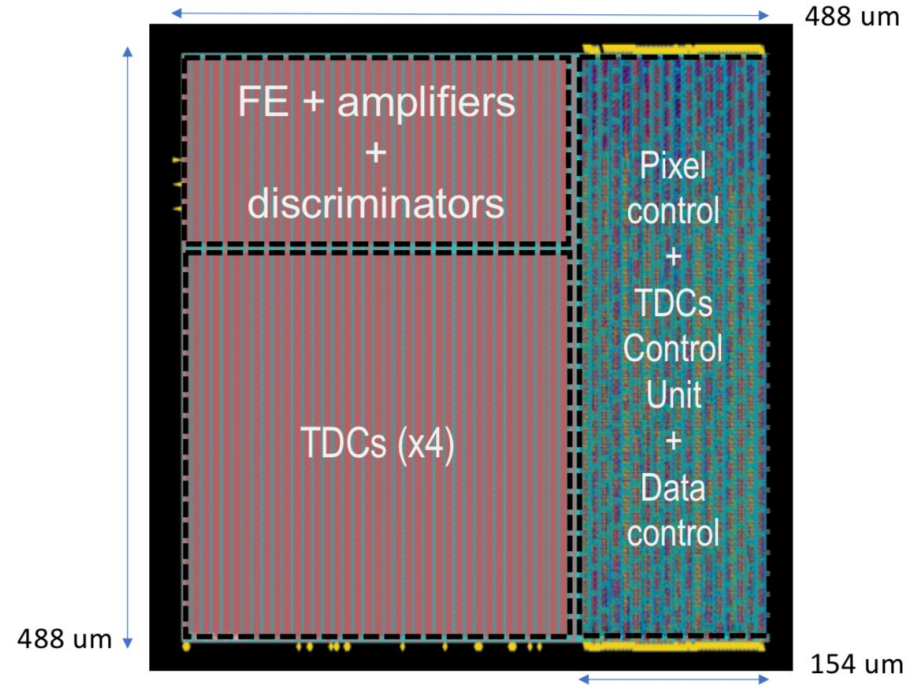 488 um
FE + amplifiers
+
discriminators
Pixel
control
+
TDCs
Control
Unit
+
Data
control
TDCs (x4)
488 um
154 um